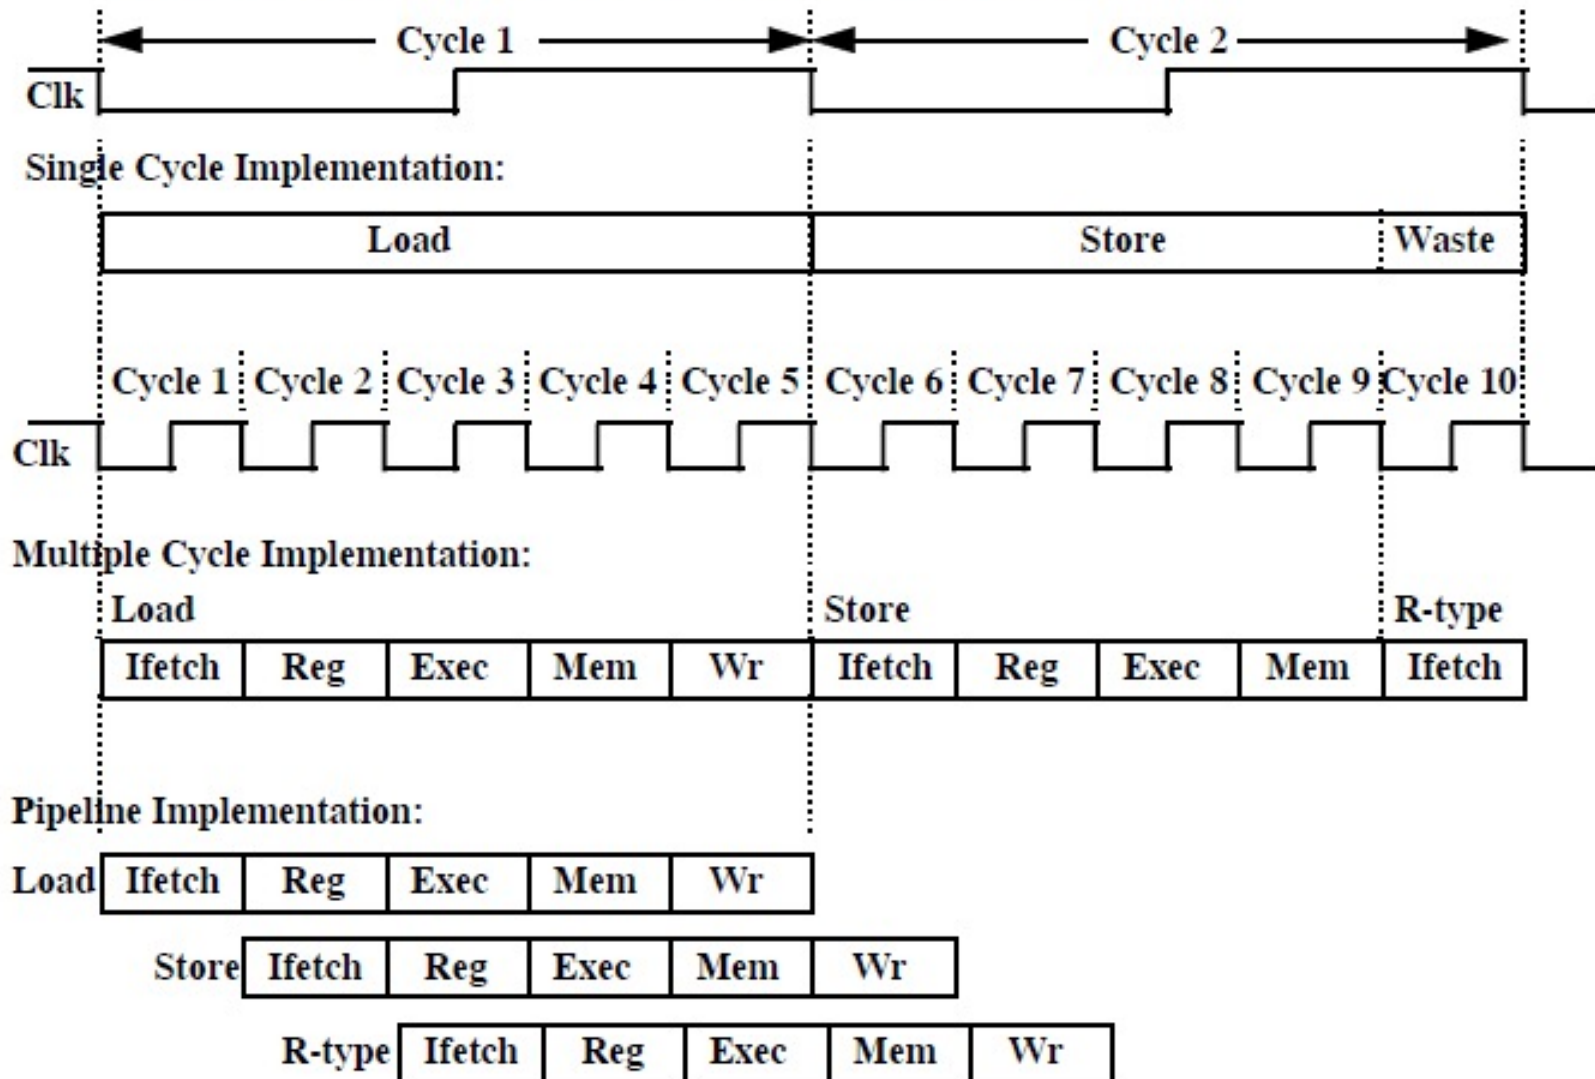 Cycle 1 Cycle 2
Clk
Single Cycle Implementation:
Load Store Waste
Cycle 1 Cycle 2 Cycle 3 Cycle 4 Cycle 5 Cycle 6 Cycle 7 Cycle 8 Cycle 9 Cycle 10
Clk
Multiple Cycle Implementation:
Load Store R-type
Ifetch Reg Exec Mem Wr Ifetch Reg Exec Mem Ifetch
Pipeline Implementation:
Load Ifetch Reg Exec Mem Wr
Store Ifetch Reg Exec Mem Wr
R-type Ifetch Reg Exec Mem Wr